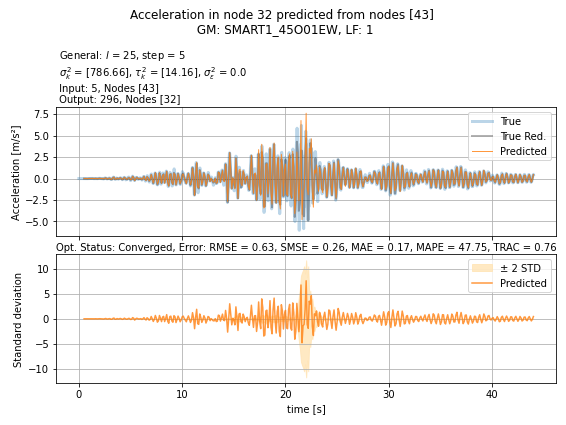 Acceleration in node 32 predicted from nodes [43]
GM: SMART1_45O01EW, LF: 1
General: l = 25, step = 5
σ_k^2 = [786.66], τ_k^2 = [14.16], σ_ε^2 = 0.0
Input: 5, Nodes [43]
Output: 296, Nodes [32]
7.5
5.0
2.5
0.0
−2.5
−5.0
Acceleration [m/s²]
True
True Red.
Predicted
Opt. Status: Converged, Error: RMSE = 0.63, SMSE = 0.26, MAE = 0.17, MAPE = 47.75, TRAC = 0.76
10
5
0
−5
−10
Standard deviation
± 2 STD
Predicted
0 10 20 30 40
time [s]